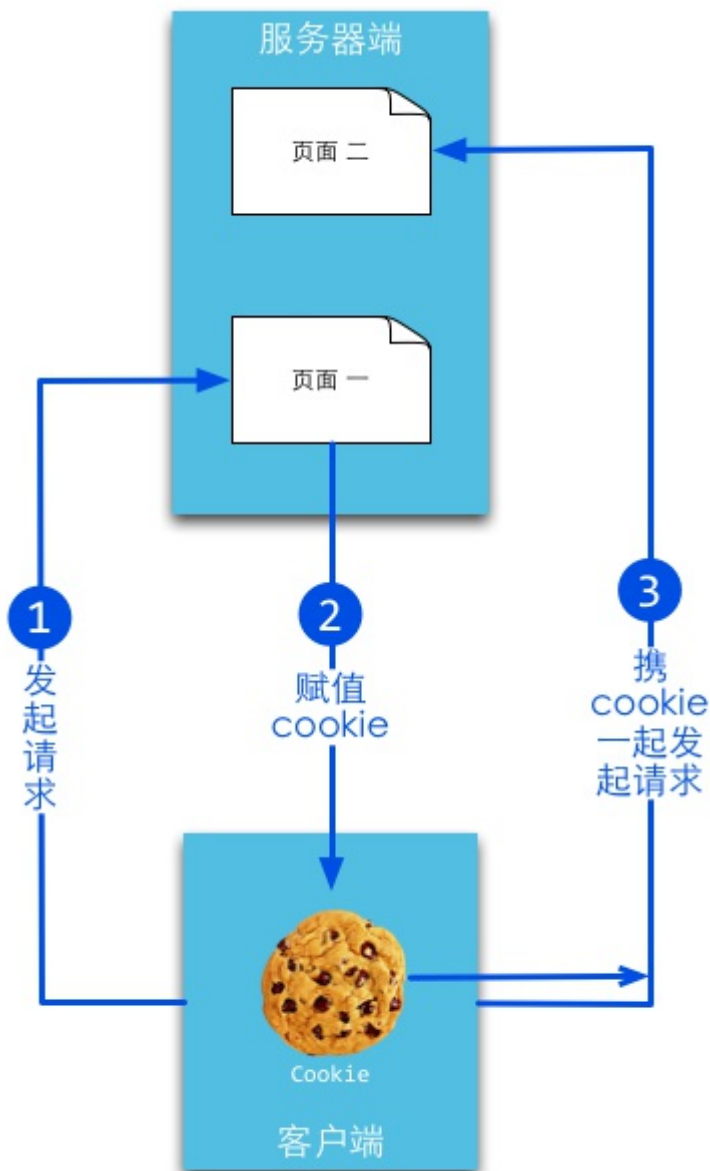 服务器端
页面 二
页面 一
1
发
起
请
求
2
赋值
cookie
3
携
cookie
一起发
起请求
Cookie
客户端